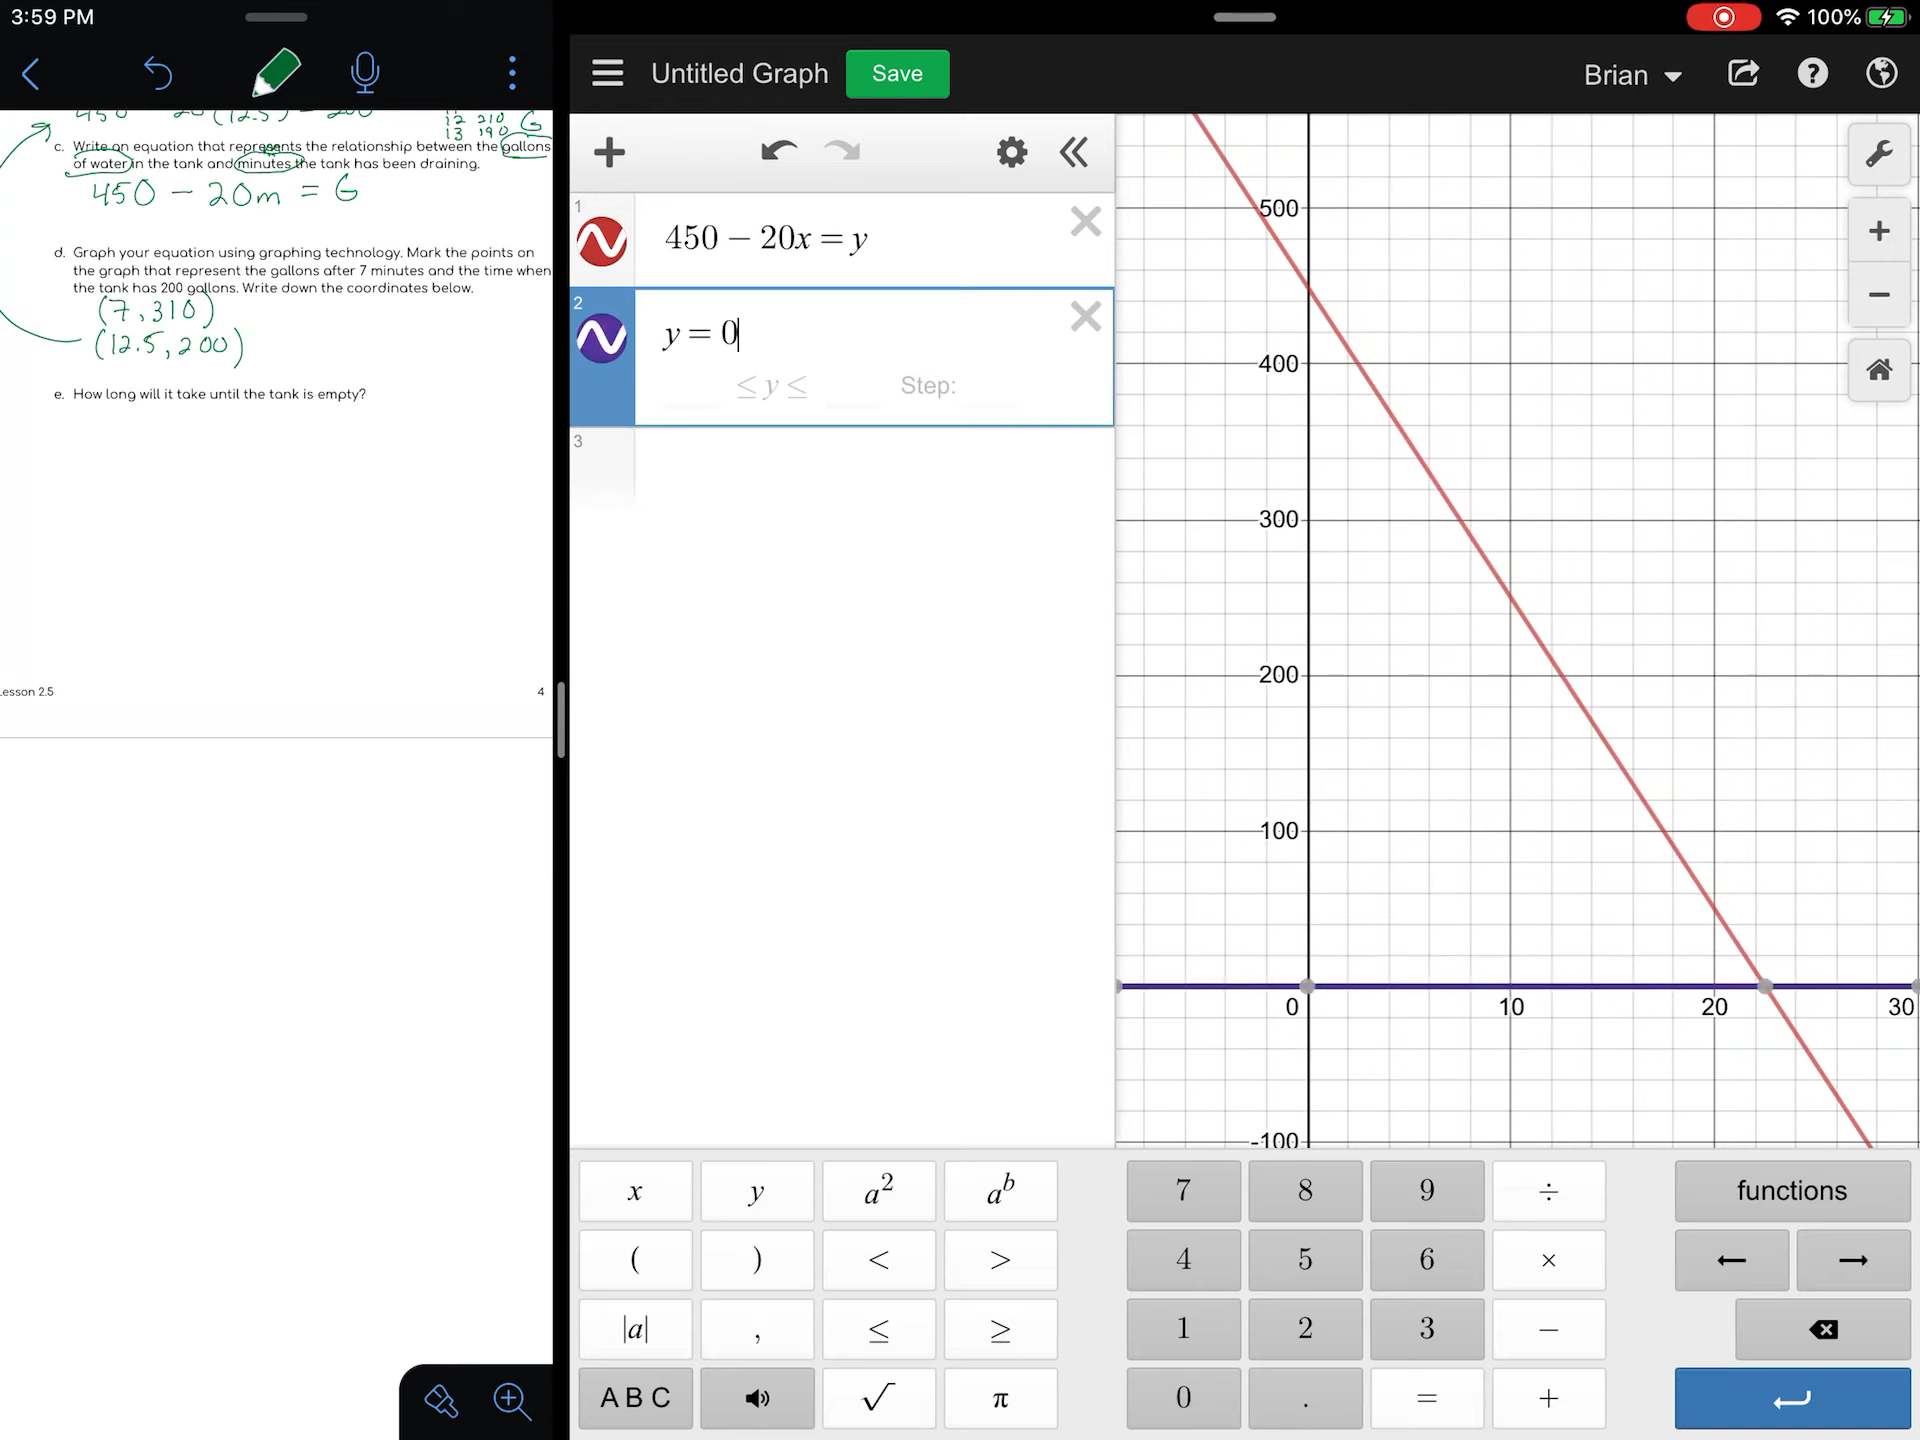 3:59 PM
100%
Untitled Graph
Save
Brian
12 210 G
13 190
c. Write an equation that represents the relationship between the gallons
of water in the tank and minutes the tank has been draining.
450 - 20m = G
d. Graph your equation using graphing technology. Mark the points on
the graph that represent the gallons after 7 minutes and the time when
the tank has 200 gallons. Write down the coordinates below.
(7, 310)
(12.5, 200)
e. How long will it take until the tank is empty?
Lesson 2.5
4
1
450 − 20x = y
2
y = 0
≤ y ≤ Step:
3
500
400
300
200
100
0 10 20 30
-100
x y a² aᵇ 7 8 9 ÷ functions
( ) < > 4 5 6 × ← →
|a| , ≤ ≥ 1 2 3 −
A B C √ π 0 . = +